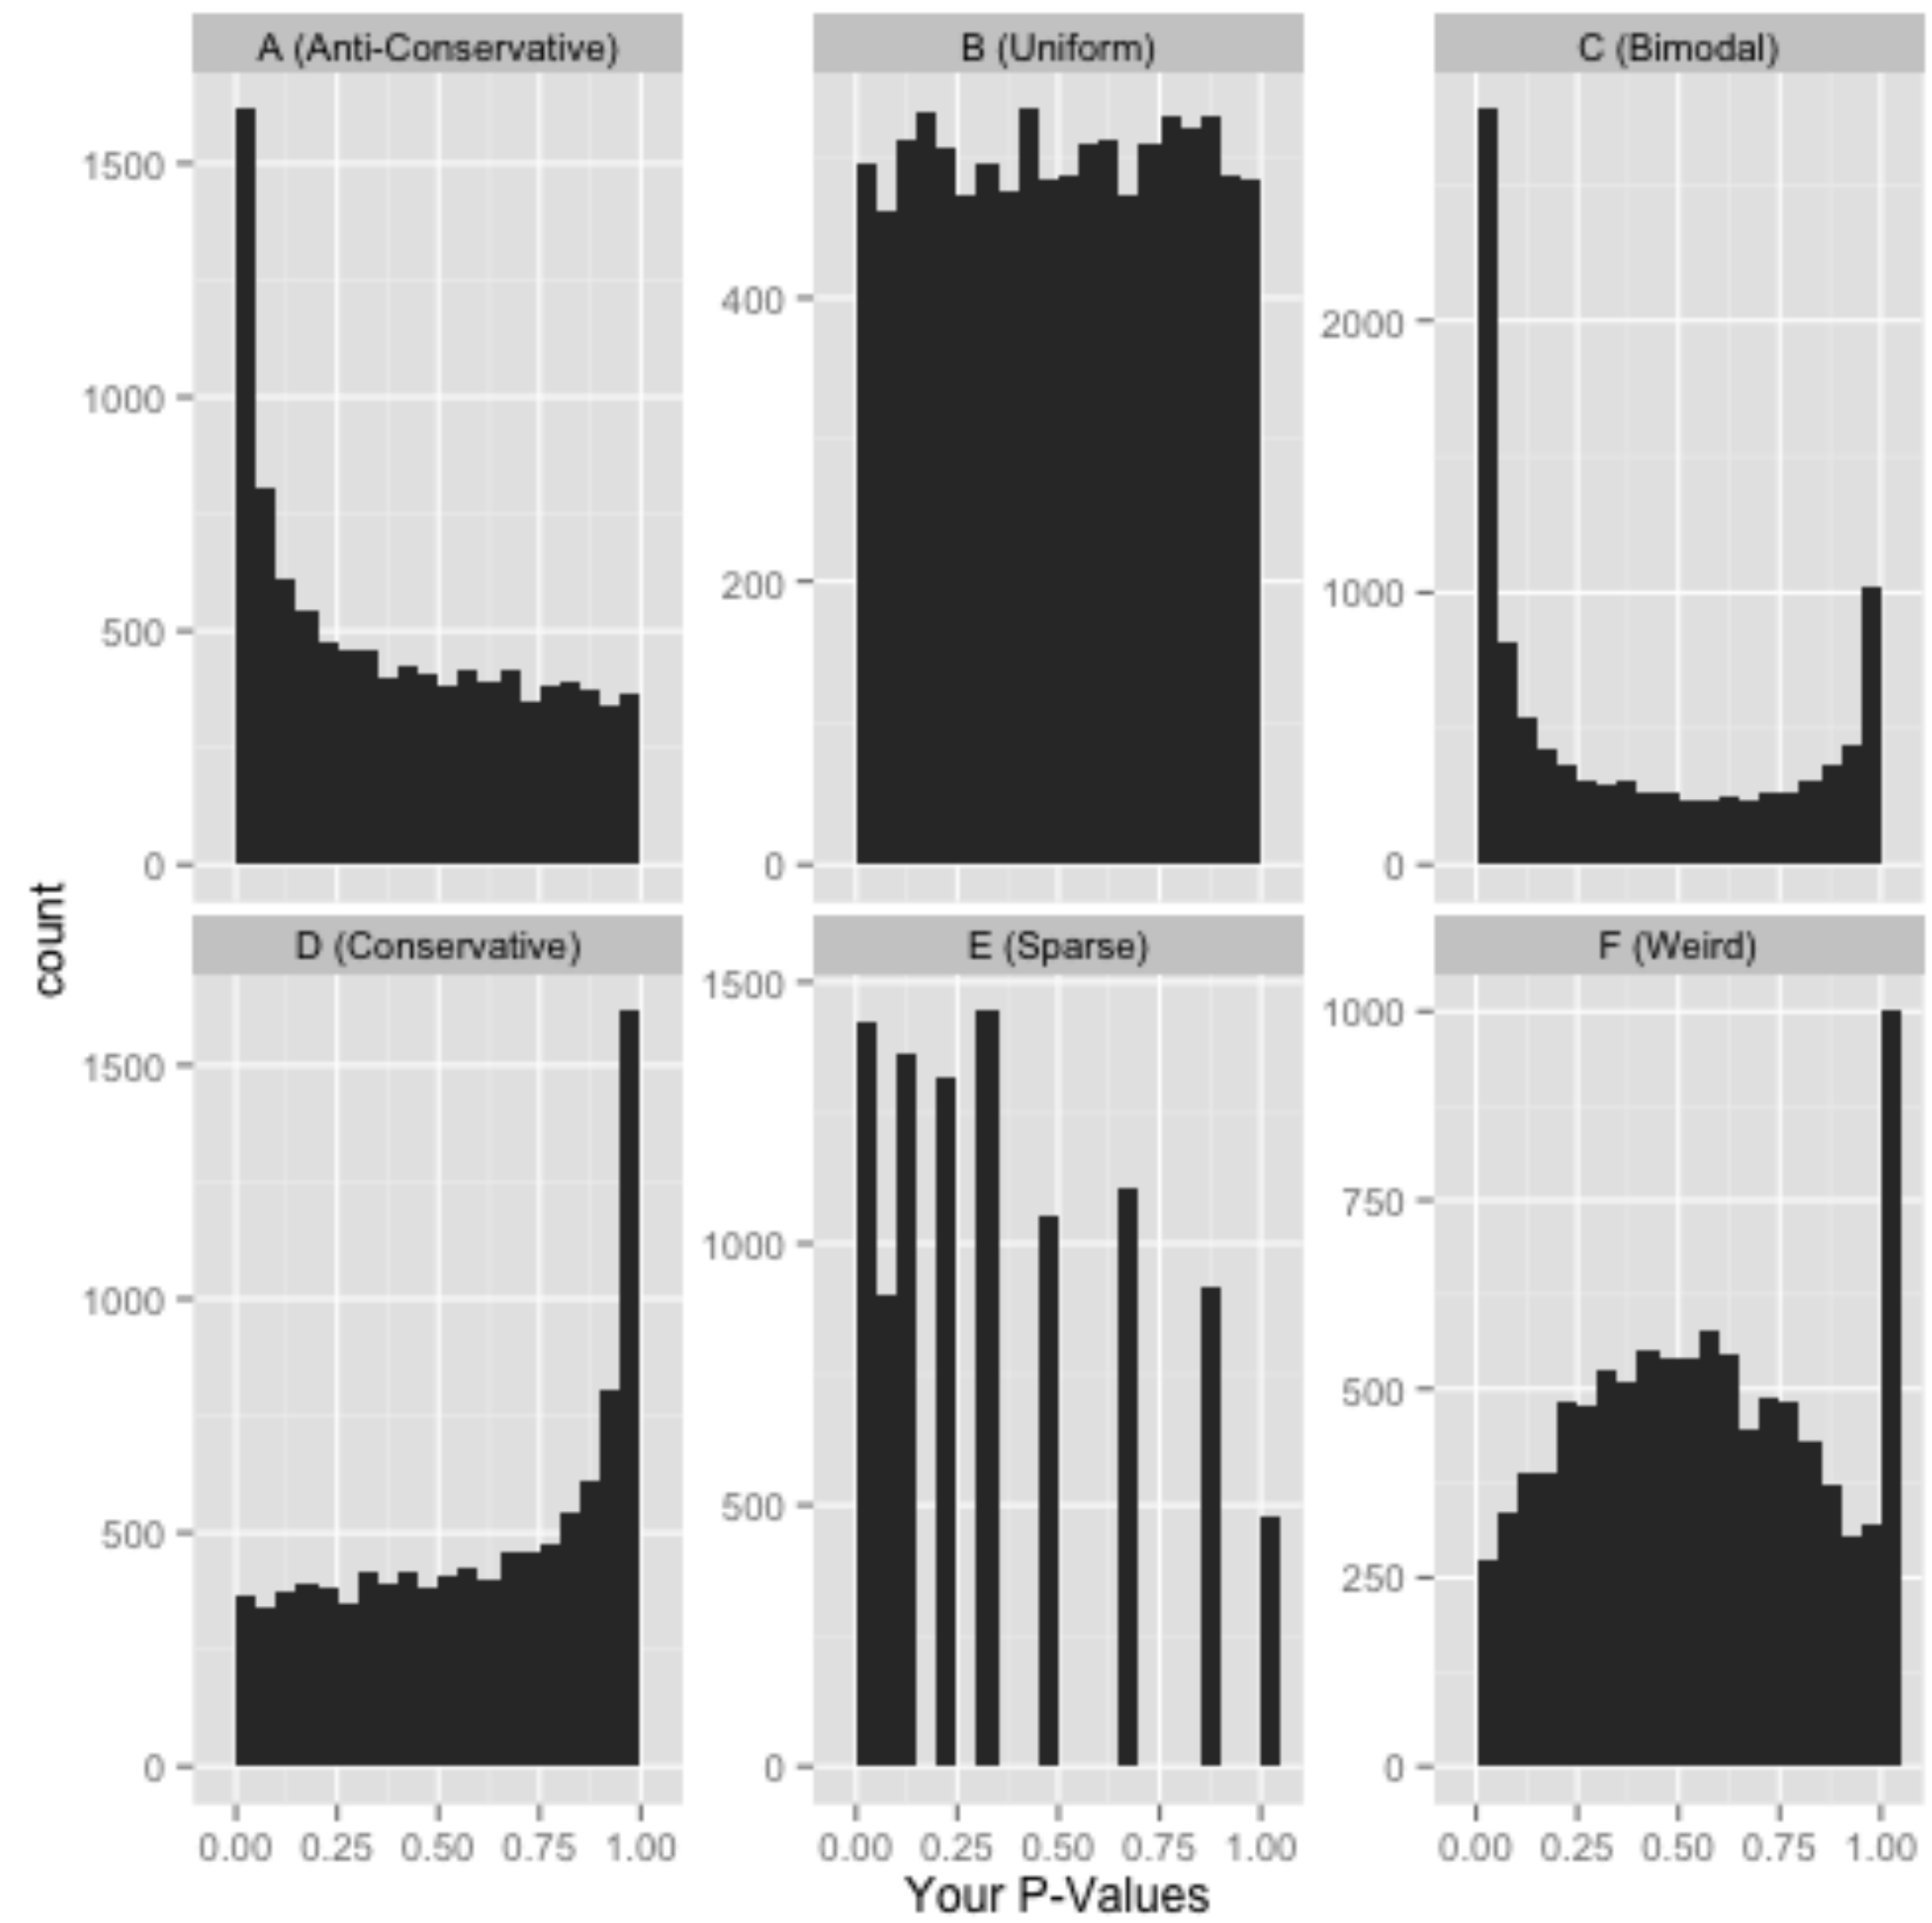 A (Anti-Conservative)
B (Uniform)
C (Bimodal)
1500
1000
500
0
400
200
0
2000
1000
0
count
D (Conservative)
E (Sparse)
F (Weird)
1500
1000
500
0
1500
1000
500
0
1000
750
500
250
0
0.00 0.25 0.50 0.75 1.00
0.00 0.25 0.50 0.75 1.00
0.00 0.25 0.50 0.75 1.00
Your P-Values